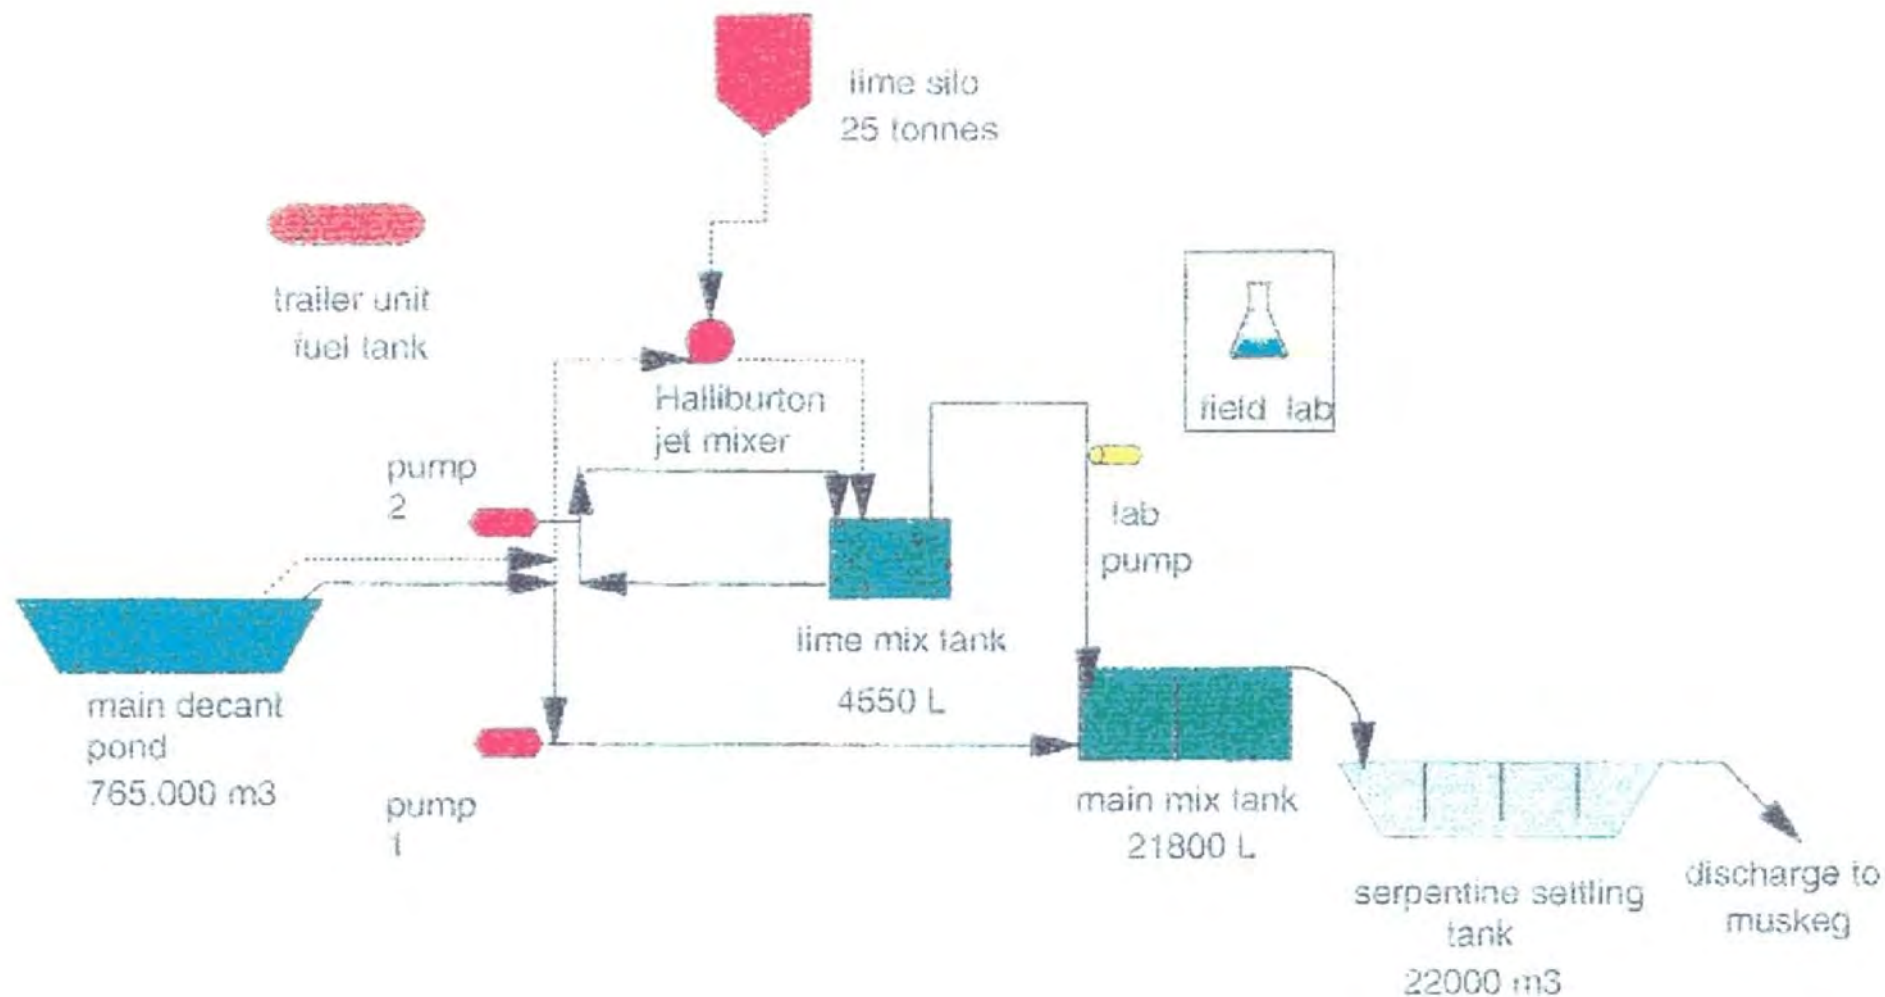 lime silo
25 tonnes
trailer unit
fuel tank
Halliburton
jet mixer
field lab
pump
2
lab
pump
lime mix tank
4550 L
main decant
pond
765.000 m3
pump
1
main mix tank
21800 L
serpentine settling
tank
22000 m3
discharge to
muskeg